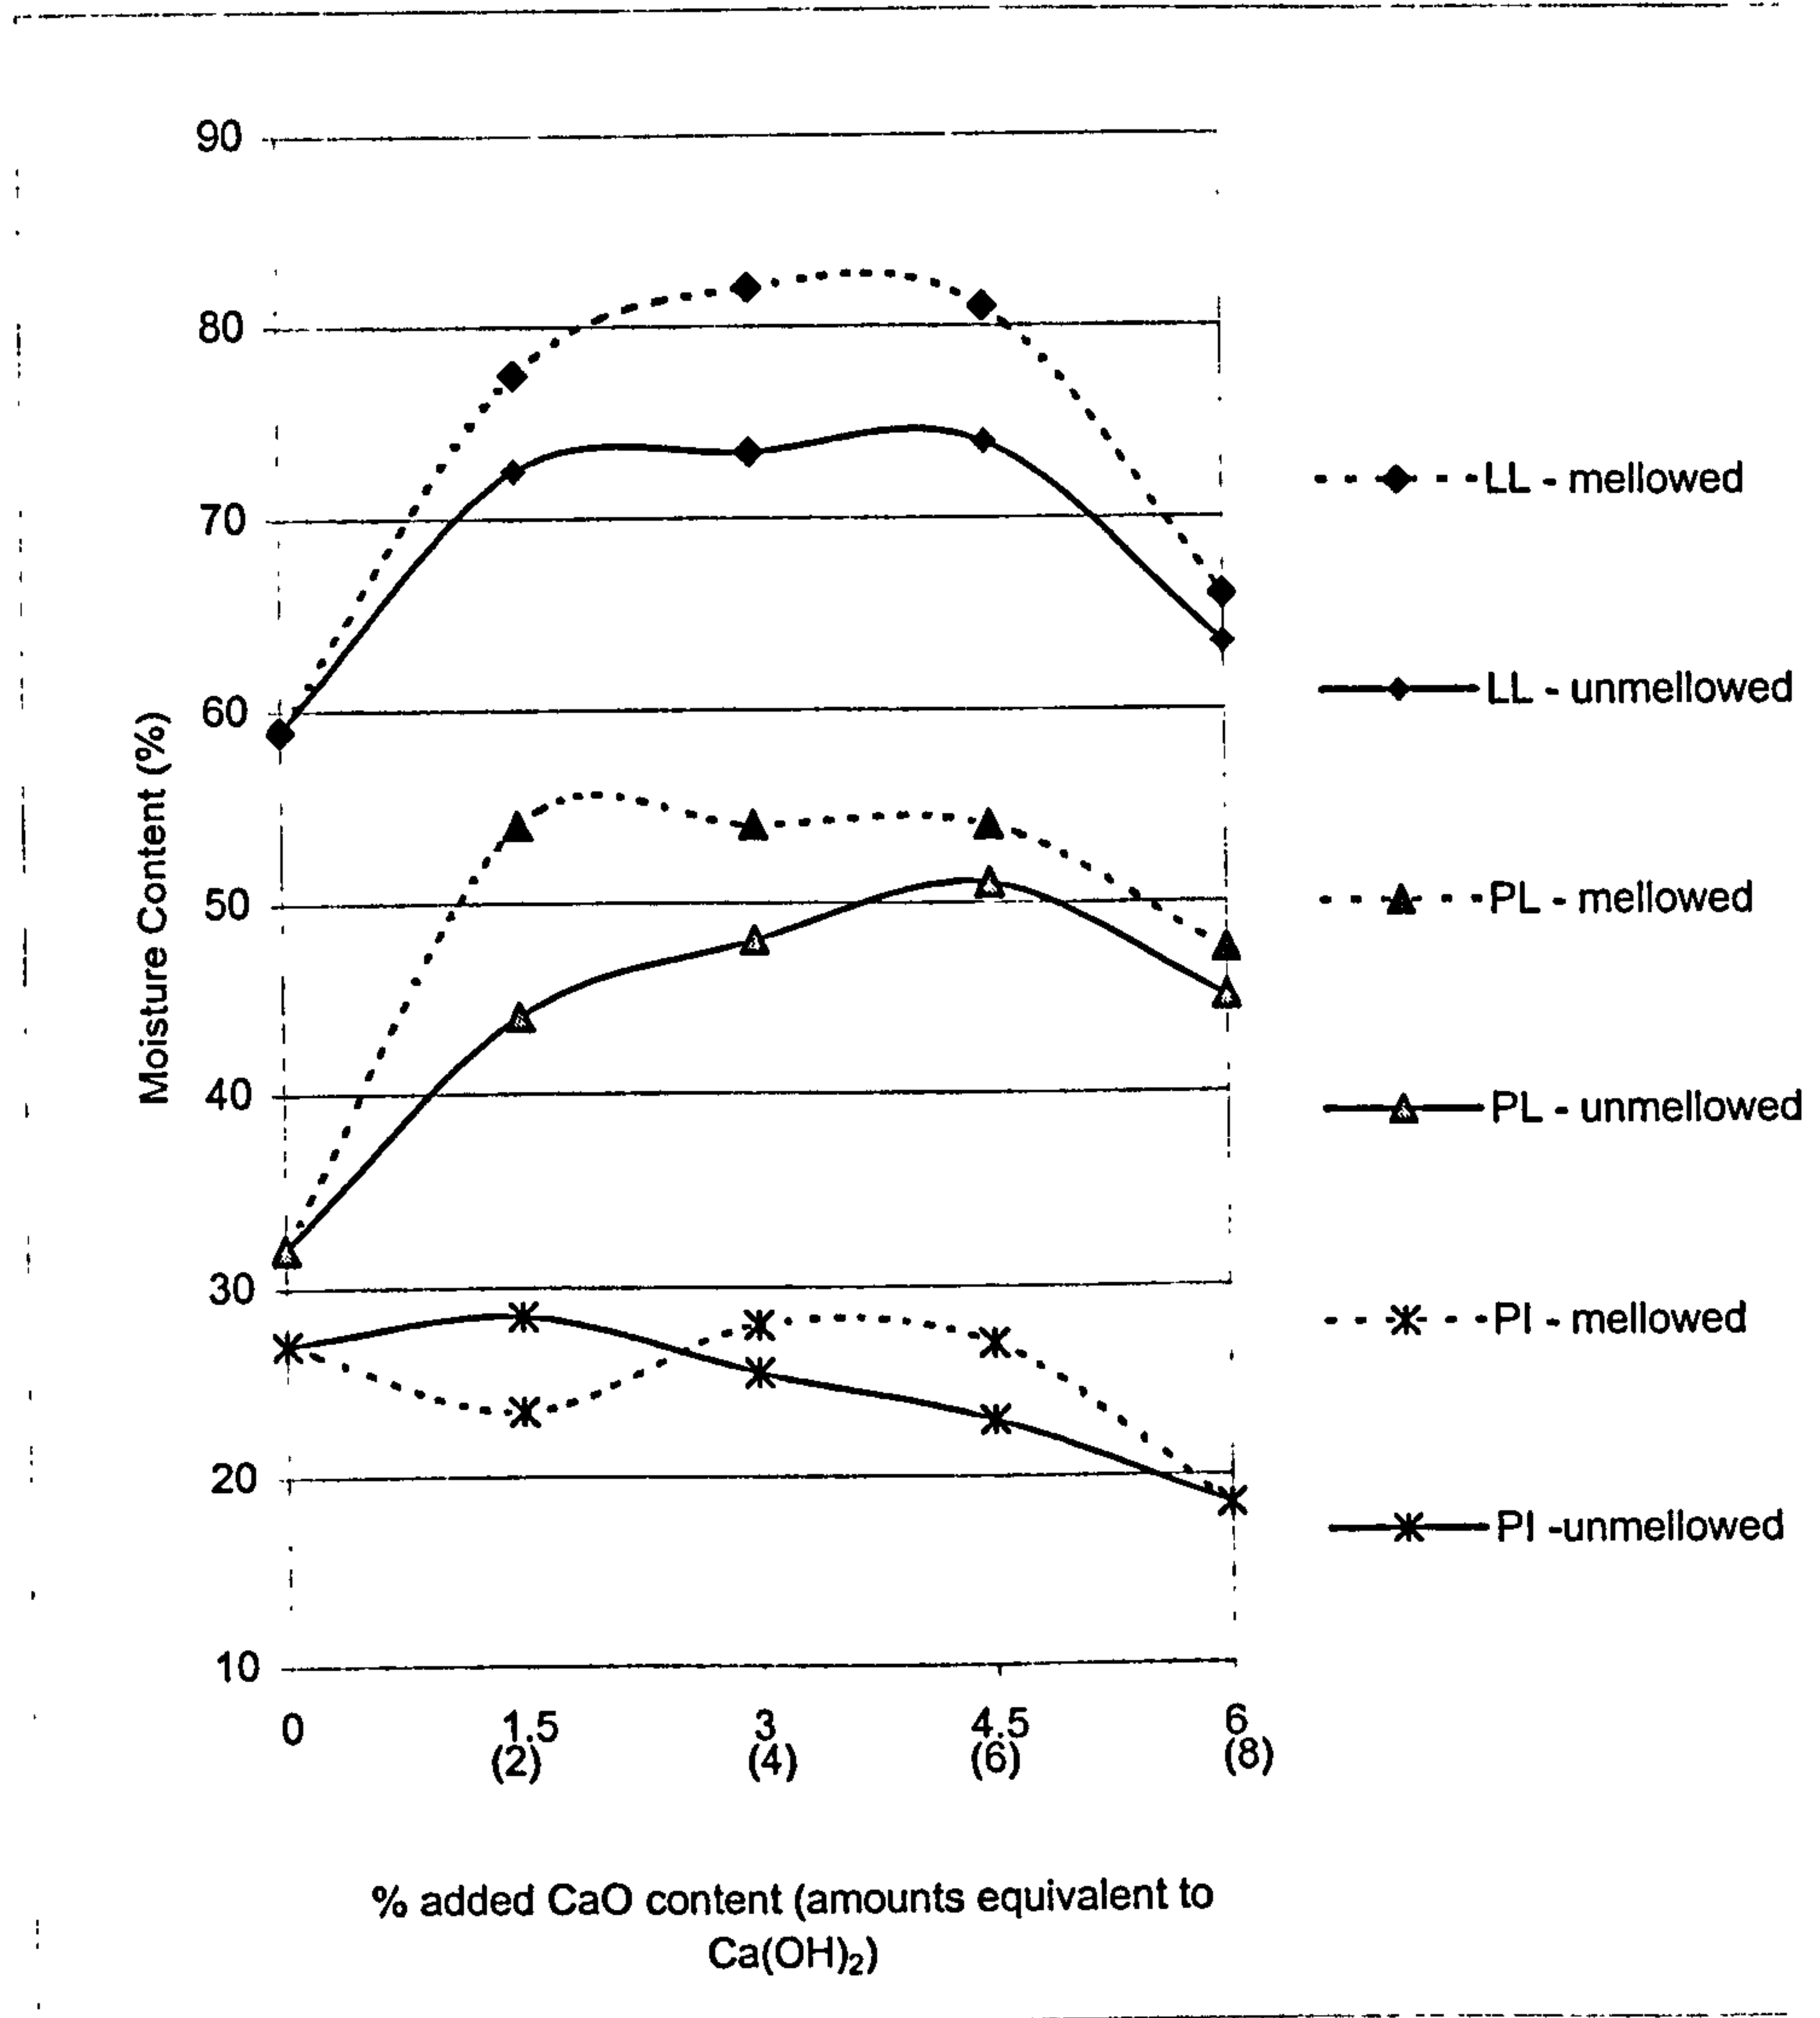 90
80
70
60
50
40
30
20
10
Moisture Content (%)
0 1.5 3 4.5 6
(2) (4) (6) (8)
% added CaO content (amounts equivalent to
Ca(OH)₂)
LL - mellowed
LL - unmellowed
PL - mellowed
PL - unmellowed
PI - mellowed
PI -unmellowed